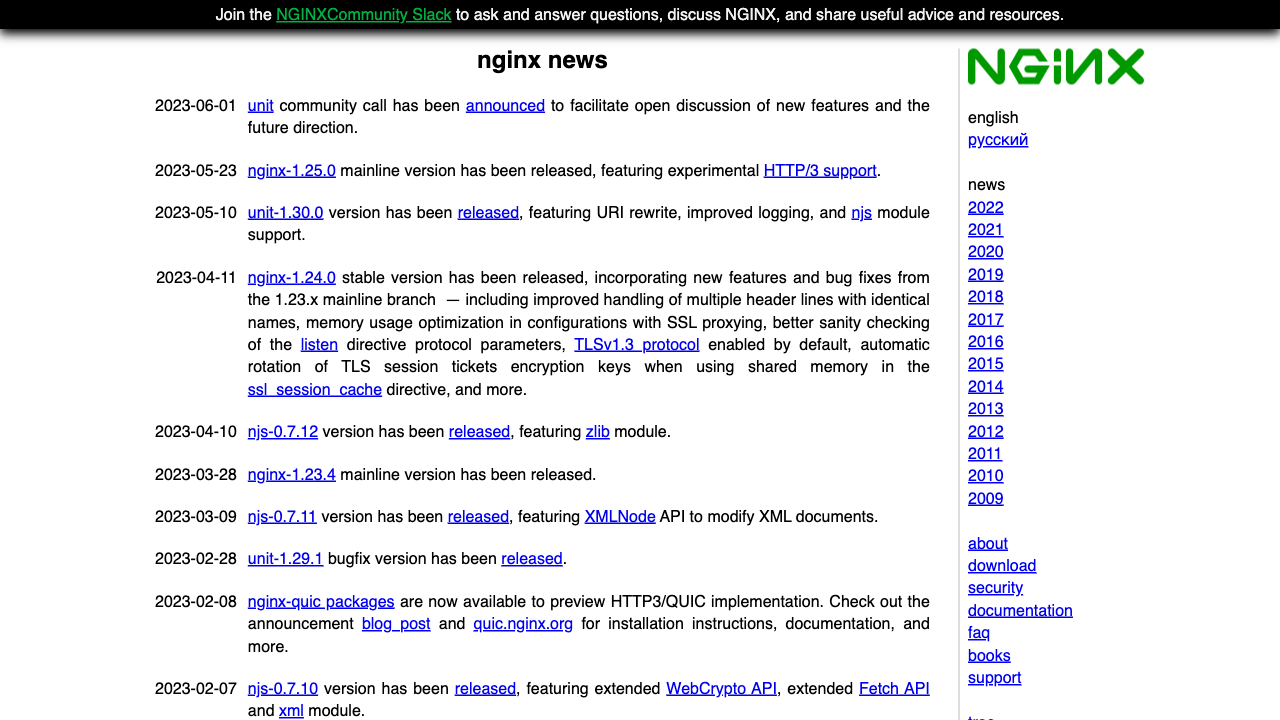 Join the NGINXCommunity Slack to ask and answer questions, discuss NGINX, and share useful advice and resources.
nginx news
2023-06-01 unit community call has been announced to facilitate open discussion of new features and the
future direction.
2023-05-23 nginx-1.25.0 mainline version has been released, featuring experimental HTTP/3 support.
2023-05-10 unit-1.30.0 version has been released, featuring URI rewrite, improved logging, and njs module
support.
2023-04-11 nginx-1.24.0 stable version has been released, incorporating new features and bug fixes from
the 1.23.x mainline branch — including improved handling of multiple header lines with identical
names, memory usage optimization in configurations with SSL proxying, better sanity checking
of the listen directive protocol parameters, TLSv1.3 protocol enabled by default, automatic
rotation of TLS session tickets encryption keys when using shared memory in the
ssl_session_cache directive, and more.
2023-04-10 njs-0.7.12 version has been released, featuring zlib module.
2023-03-28 nginx-1.23.4 mainline version has been released.
2023-03-09 njs-0.7.11 version has been released, featuring XMLNode API to modify XML documents.
2023-02-28 unit-1.29.1 bugfix version has been released.
2023-02-08 nginx-quic packages are now available to preview HTTP3/QUIC implementation. Check out the
announcement blog post and quic.nginx.org for installation instructions, documentation, and
more.
2023-02-07 njs-0.7.10 version has been released, featuring extended WebCrypto API, extended Fetch API
and xml module.
NGINX
english
русский
news
2022
2021
2020
2019
2018
2017
2016
2015
2014
2013
2012
2011
2010
2009
about
download
security
documentation
faq
books
support